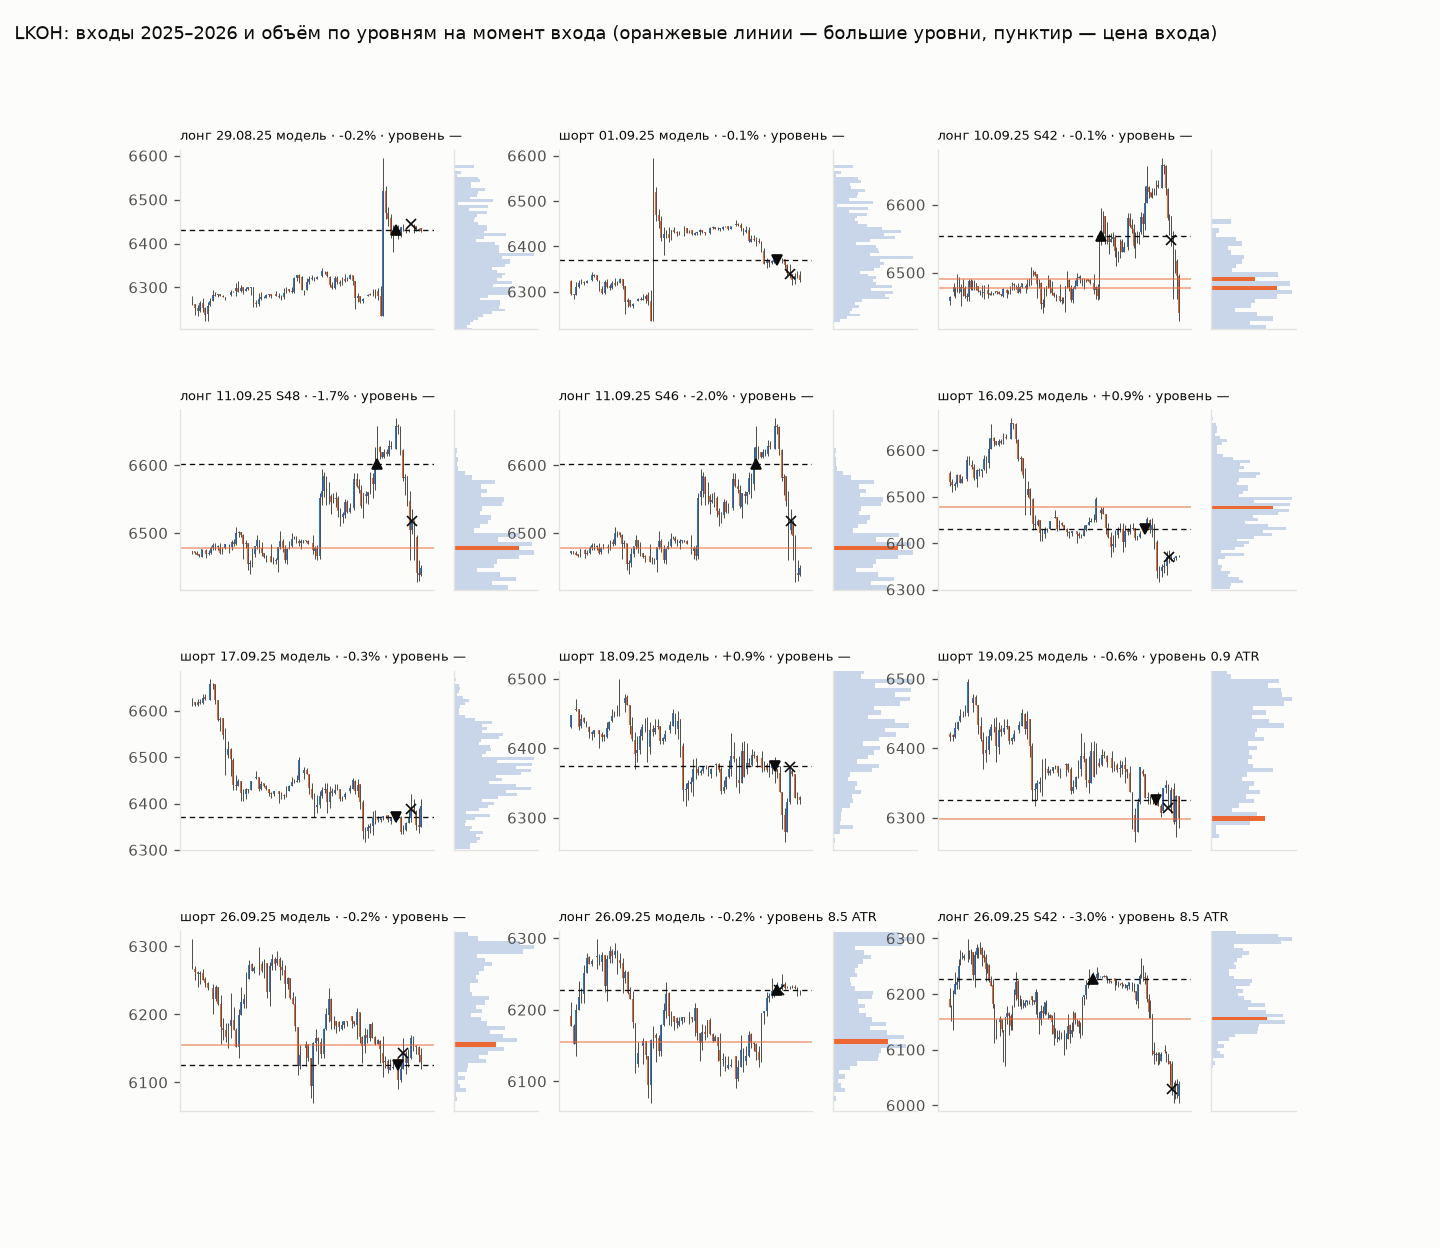 LKOH: входы 2025–2026 и объём по уровням на момент входа (оранжевые линии — большие уровни, пунктир — цена входа)
лонг 29.08.25 модель · -0.2% · уровень —
6600
6500
6400
6300
шорт 01.09.25 модель · -0.1% · уровень —
6600
6500
6400
6300
лонг 10.09.25 S42 · -0.1% · уровень —
6600
6500
лонг 11.09.25 S48 · -1.7% · уровень —
6600
6500
лонг 11.09.25 S46 · -2.0% · уровень —
6600
6500
шорт 16.09.25 модель · +0.9% · уровень —
6600
6500
6400
6300
шорт 17.09.25 модель · -0.3% · уровень —
6600
6500
6400
6300
шорт 18.09.25 модель · +0.9% · уровень —
6500
6400
6300
шорт 19.09.25 модель · -0.6% · уровень 0.9 ATR
6500
6400
6300
шорт 26.09.25 модель · -0.2% · уровень —
6300
6200
6100
лонг 26.09.25 модель · -0.2% · уровень 8.5 ATR
6300
6200
6100
лонг 26.09.25 S42 · -3.0% · уровень 8.5 ATR
6300
6200
6100
6000